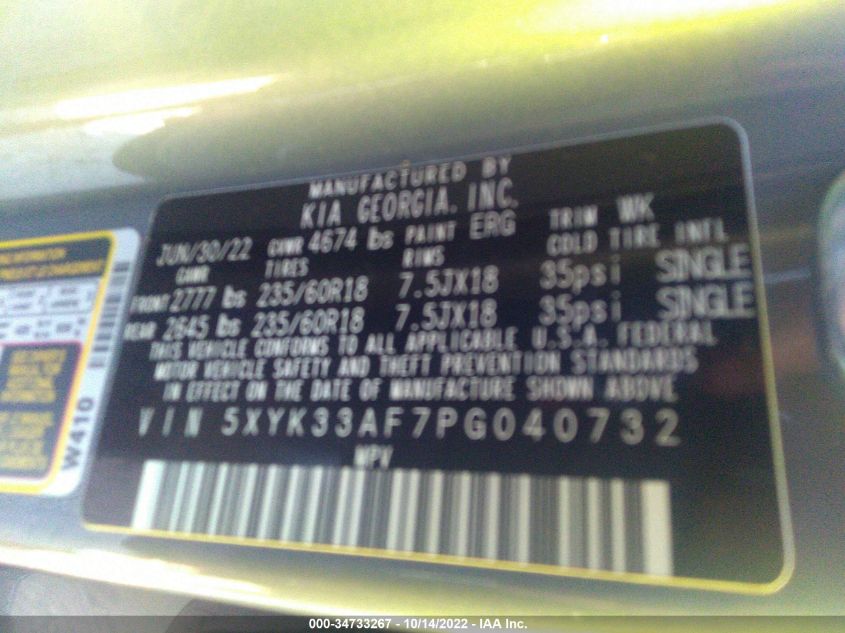 MANUFACTURED BY
KIA GEORGIA, INC.
JUN/30/22 GVWR 4674 lbs PAINT ERG TRIM WK
GAWR TIRES RIMS COLD TIRE INFL
FRONT 2777 lbs 235/60R18 7.5JX18 35psi SINGLE
REAR 2645 lbs 235/60R18 7.5JX18 35psi SINGLE
THIS VEHICLE CONFORMS TO ALL APPLICABLE U.S.A. FEDERAL
MOTOR VEHICLE SAFETY AND THEFT PREVENTION STANDARDS
IN EFFECT ON THE DATE OF MANUFACTURE SHOWN ABOVE
VIN 5XYK33AF7PG040732
MPV
W410
000-34733267 - 10/14/2022 - IAA Inc.